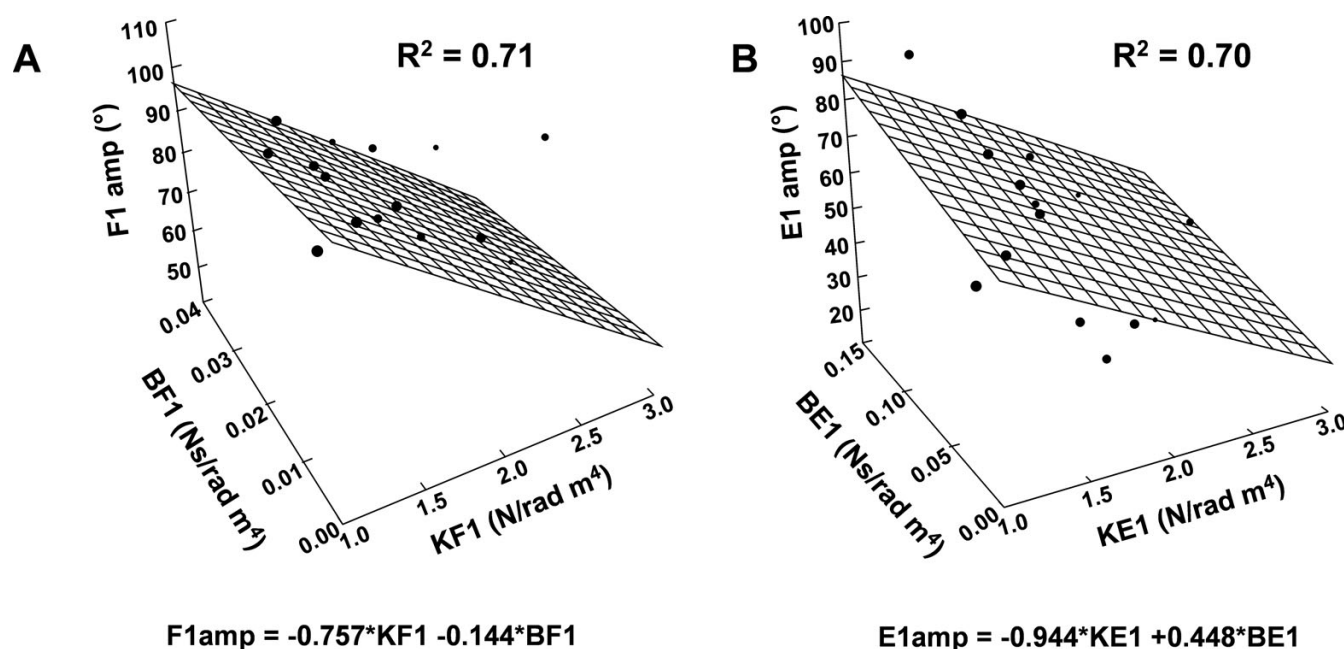 A
R² = 0.71
F1 amp (°)
110
100
90
80
70
60
50
BF1 (Ns/rad m⁴)
0.04
0.03
0.02
0.01
0.00
KF1 (N/rad m⁴)
1.0
1.5
2.0
2.5
3.0
F1amp = -0.757*KF1 -0.144*BF1
B
R² = 0.70
E1 amp (°)
100
90
80
70
60
50
40
30
20
BE1 (Ns/rad m⁴)
0.15
0.10
0.05
0.00
KE1 (N/rad m⁴)
1.0
1.5
2.0
2.5
3.0
E1amp = -0.944*KE1 +0.448*BE1